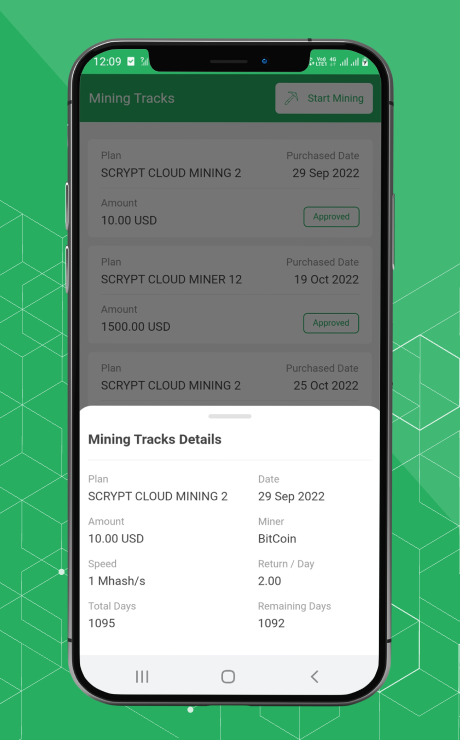 12:09
Mining Tracks
Start Mining
Plan Purchased Date
SCRYPT CLOUD MINING 2 29 Sep 2022
Amount
10.00 USD Approved
Plan Purchased Date
SCRYPT CLOUD MINER 12 19 Oct 2022
Amount
1500.00 USD Approved
Plan Purchased Date
SCRYPT CLOUD MINING 2 25 Oct 2022
Mining Tracks Details
Plan Date
SCRYPT CLOUD MINING 2 29 Sep 2022
Amount Miner
10.00 USD BitCoin
Speed Return / Day
1 Mhash/s 2.00
Total Days Remaining Days
1095 1092